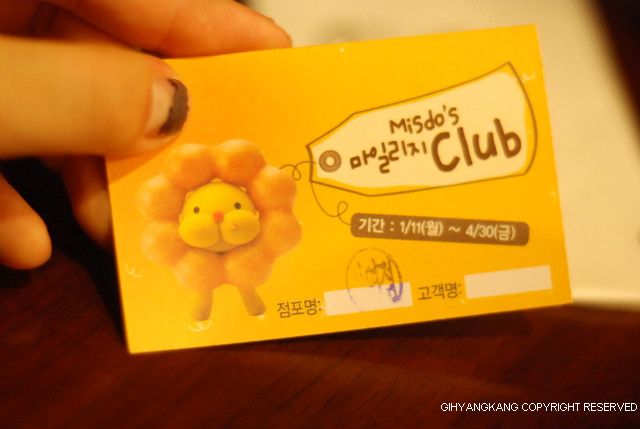 Misdo's
마일리지 Club
기간 : 1/11(월) ~ 4/30(금)
점포명: 고객명:
GIHYANGKANG COPYRIGHT RESERVED